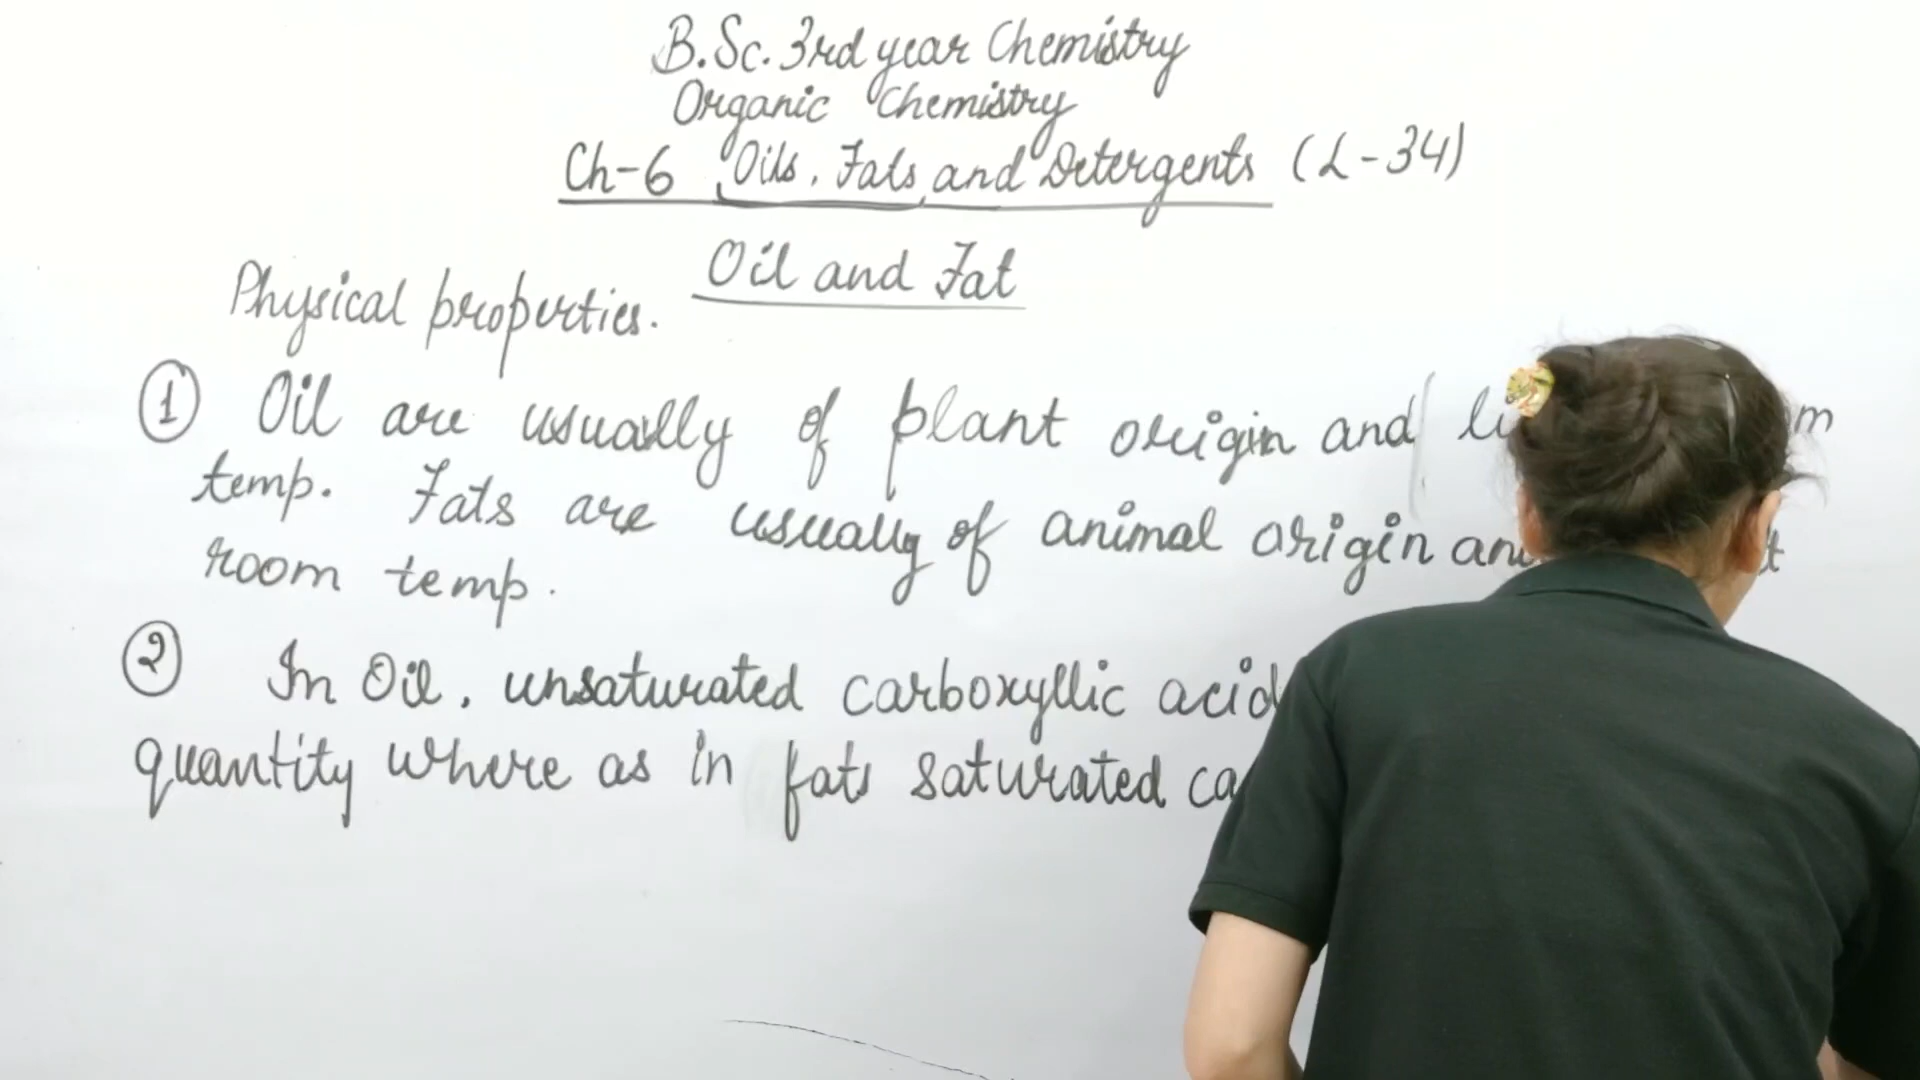 B.Sc. 3rd year Chemistry
Organic Chemistry
Ch-6 Oils, Fats and Detergents (L-34)
Oil and Fat
Physical properties.
① Oil are usually of plant origin and
temp. Fats are usually of animal origin
room temp.
② In Oil, unsaturated carboxyllic acid
quantity where as in fats saturated